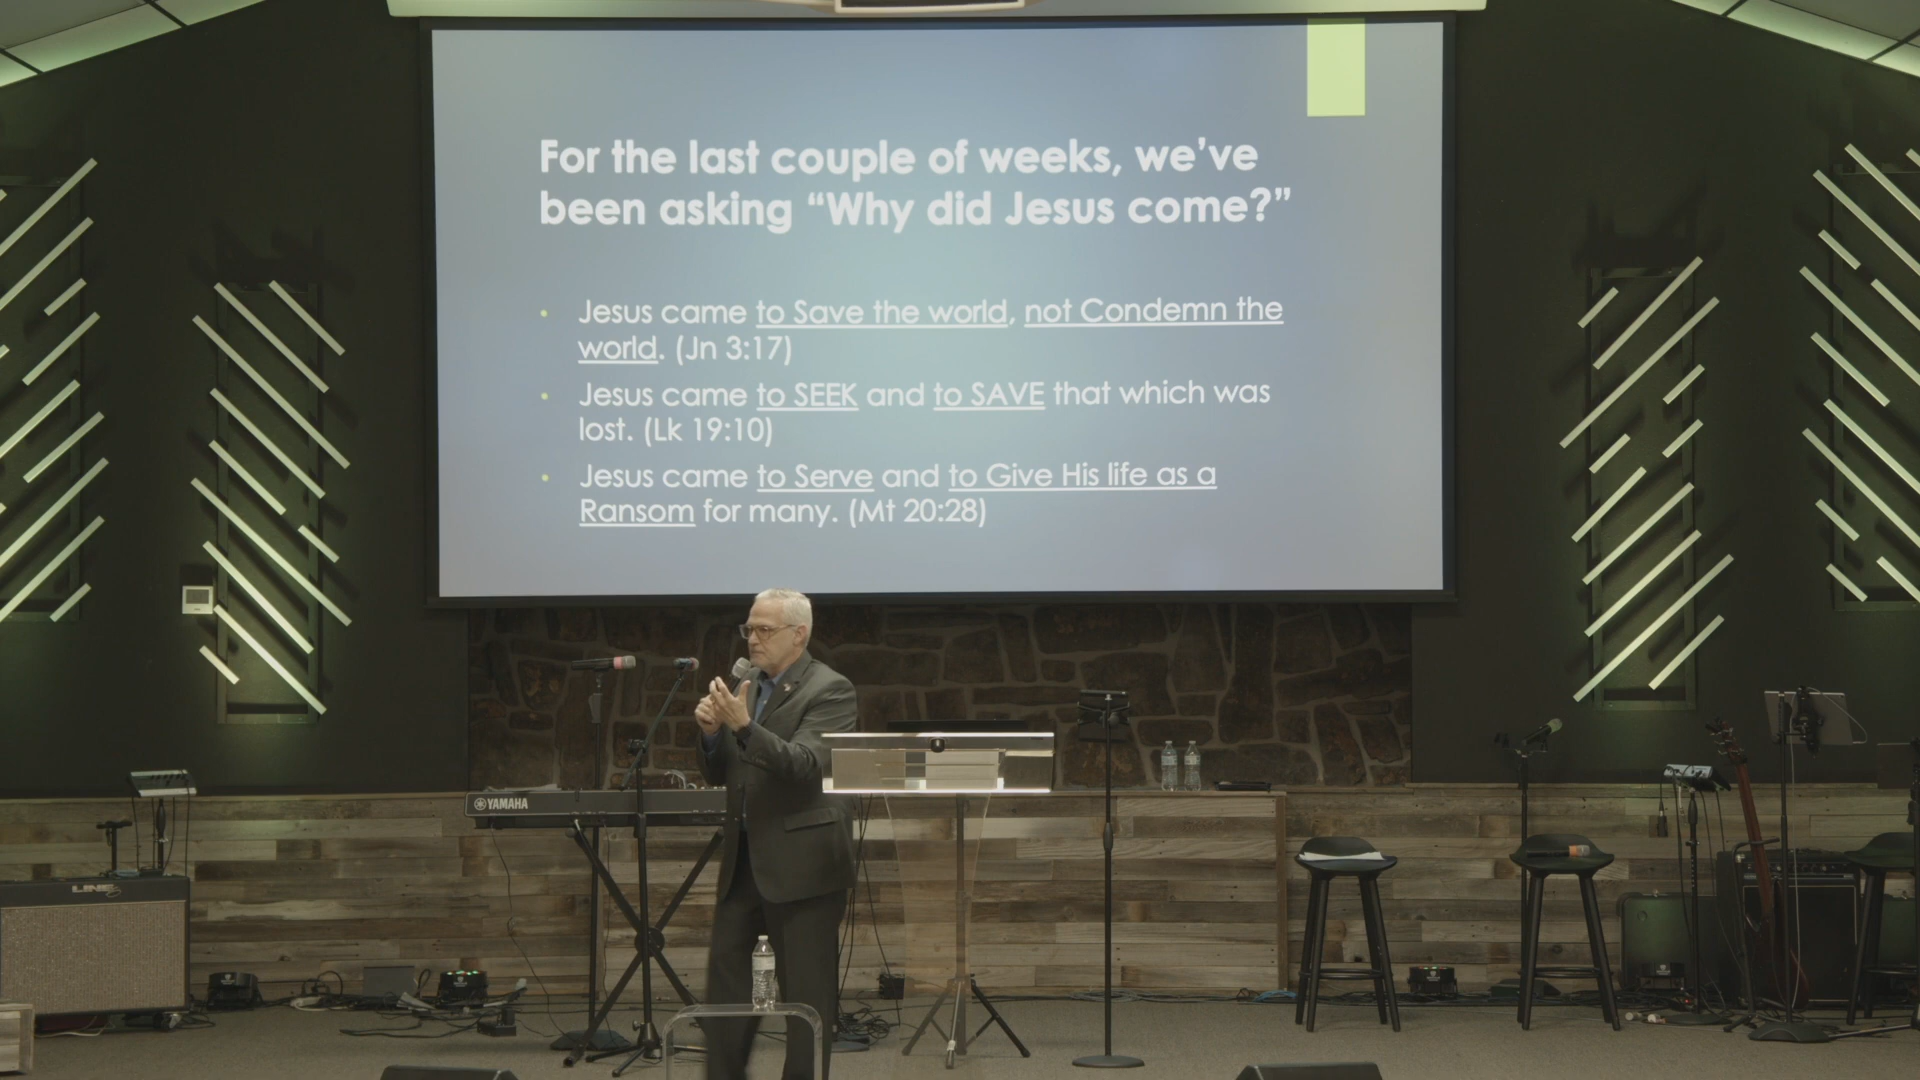 For the last couple of weeks, we've
been asking “Why did Jesus come?”
• Jesus came to Save the world, not Condemn the
world. (Jn 3:17)
• Jesus came to SEEK and to SAVE that which was
lost. (Lk 19:10)
• Jesus came to Serve and to Give His life as a
Ransom for many. (Mt 20:28)
YAMAHA
LINE 6